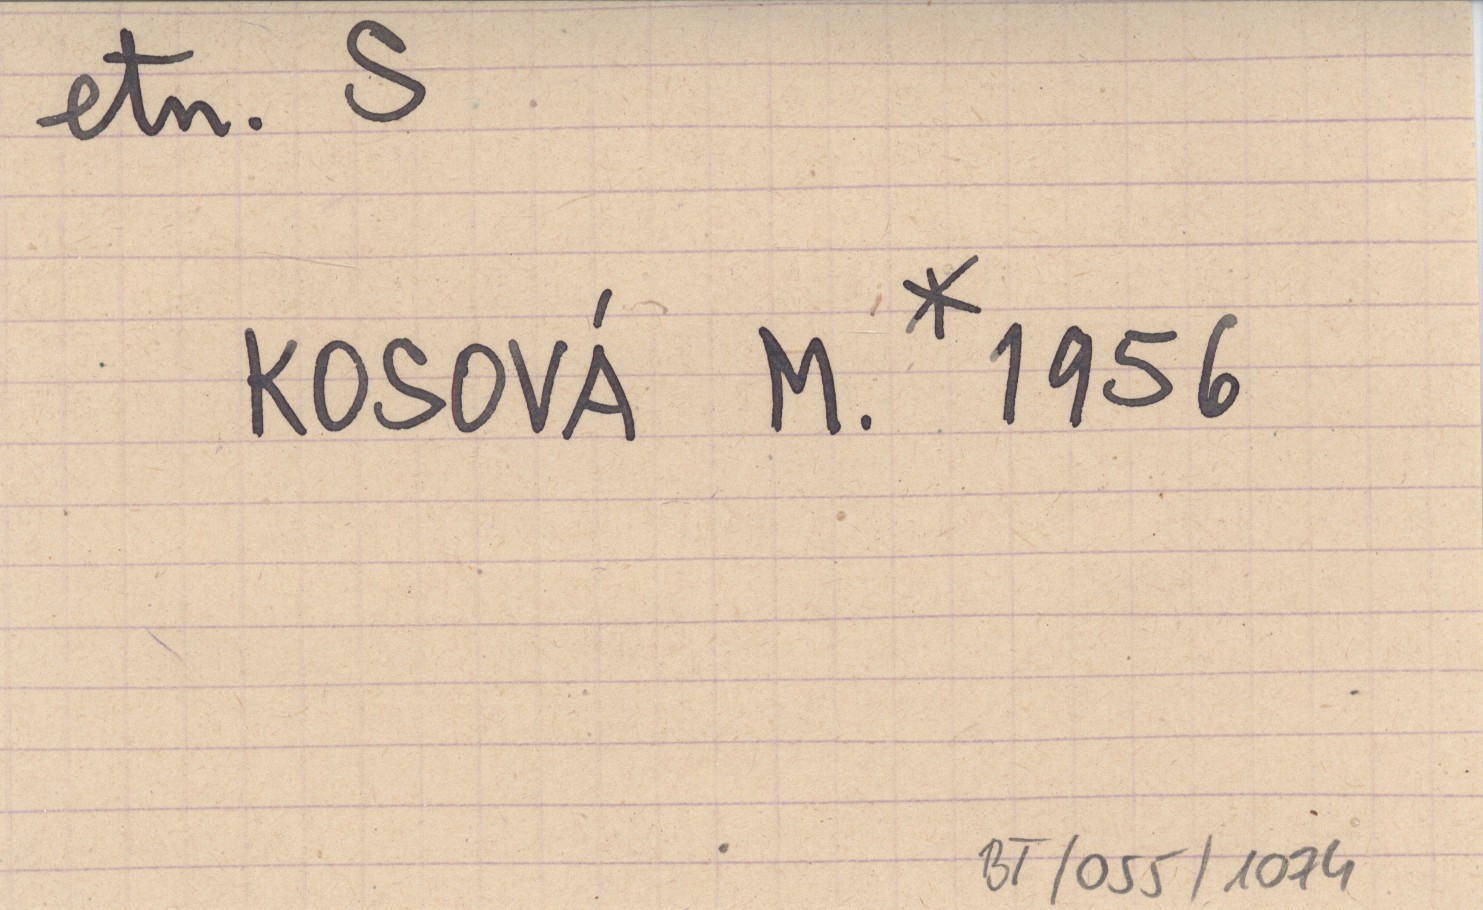 etn. S
KOSOVÁ M. * 1956
BT/055/1074